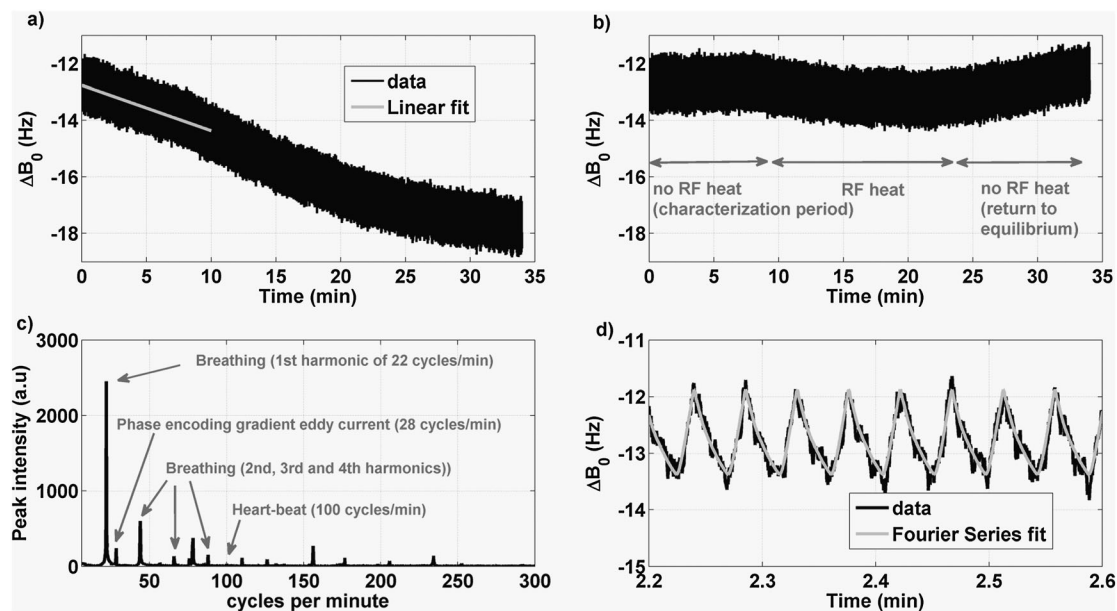 a)
-12
-14
-16
-18
ΔB0 (Hz)
data
Linear fit
0 5 10 15 20 25 30 35
Time (min)
b)
-12
-14
-16
-18
ΔB0 (Hz)
no RF heat
(characterization period)
RF heat
no RF heat
(return to
equilibrium)
0 5 10 15 20 25 30 35
Time (min)
c)
3000
2000
1000
0
Peak intensity (a.u)
Breathing (1st harmonic of 22 cycles/min)
Phase encoding gradient eddy current (28 cycles/min)
Breathing (2nd, 3rd and 4th harmonics))
Heart-beat (100 cycles/min)
50 100 150 200 250 300
cycles per minute
d)
-11
-12
-13
-14
-15
ΔB0 (Hz)
data
Fourier Series fit
2.2 2.3 2.4 2.5 2.6
Time (min)